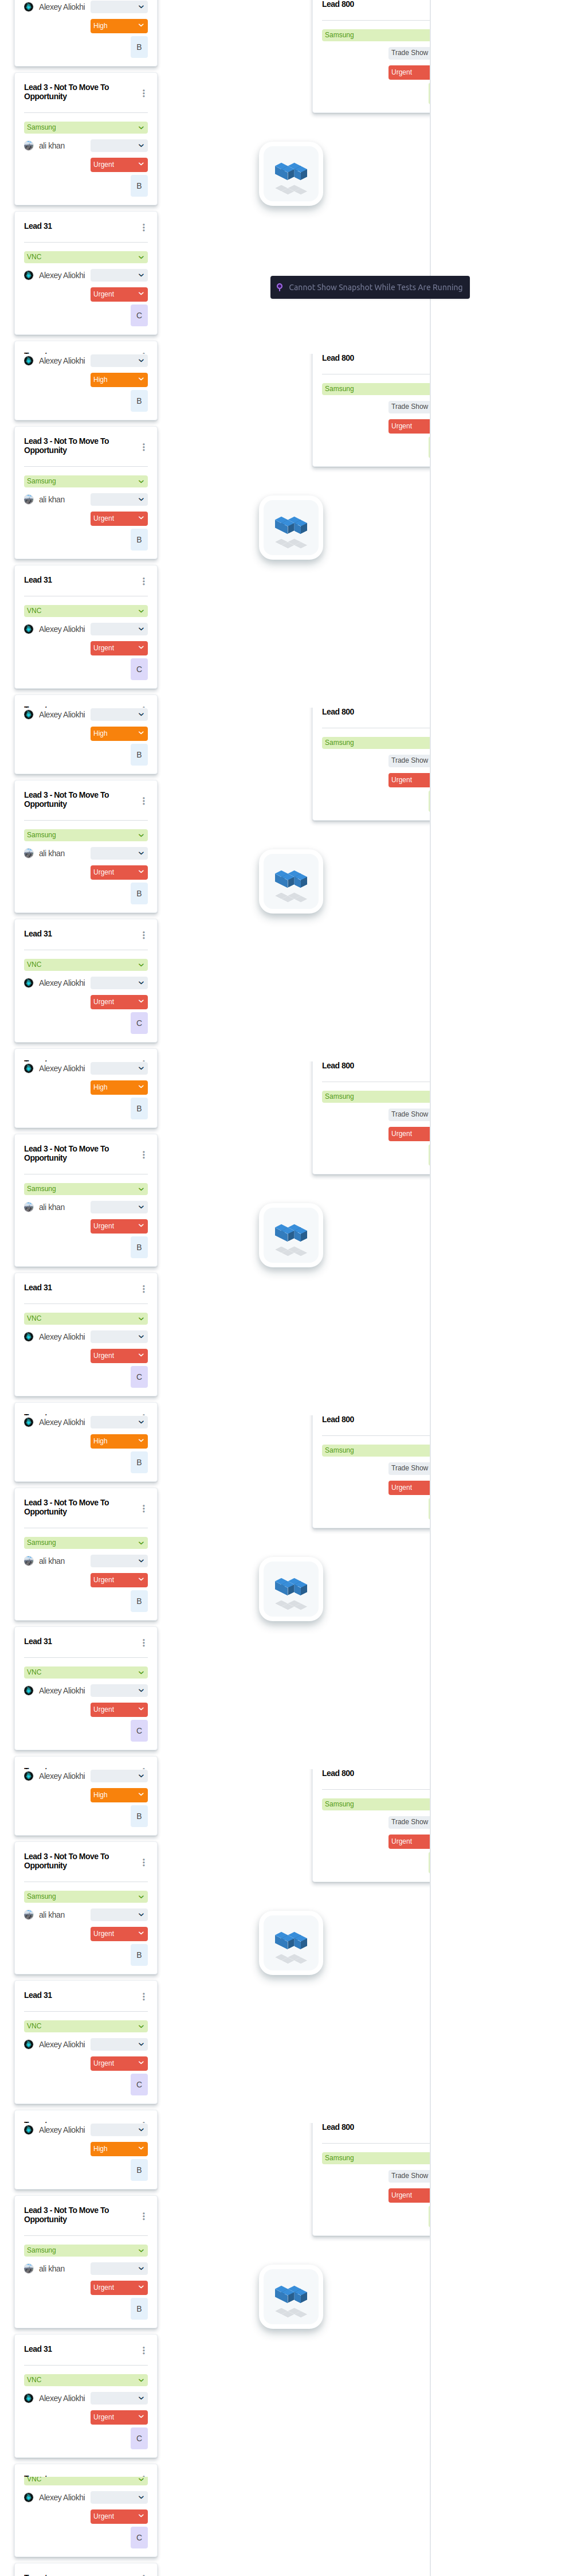 Alexey Aliokhi
High
B
Lead 800
Samsung
Trade Show
Urgent
Lead 3 - Not To Move To
Opportunity
Samsung
ali khan
Urgent
B
Lead 31
VNC
Alexey Aliokhi
Urgent
C
Cannot Show Snapshot While Tests Are Running
Alexey Aliokhi
High
B
Lead 800
Samsung
Trade Show
Urgent
Lead 3 - Not To Move To
Opportunity
Samsung
ali khan
Urgent
B
Lead 31
VNC
Alexey Aliokhi
Urgent
C
Alexey Aliokhi
High
B
Lead 800
Samsung
Trade Show
Urgent
Lead 3 - Not To Move To
Opportunity
Samsung
ali khan
Urgent
B
Lead 31
VNC
Alexey Aliokhi
Urgent
C
Alexey Aliokhi
High
B
Lead 800
Samsung
Trade Show
Urgent
Lead 3 - Not To Move To
Opportunity
Samsung
ali khan
Urgent
B
Lead 31
VNC
Alexey Aliokhi
Urgent
C
Alexey Aliokhi
High
B
Lead 800
Samsung
Trade Show
Urgent
Lead 3 - Not To Move To
Opportunity
Samsung
ali khan
Urgent
B
Lead 31
VNC
Alexey Aliokhi
Urgent
C
Alexey Aliokhi
High
B
Lead 800
Samsung
Trade Show
Urgent
Lead 3 - Not To Move To
Opportunity
Samsung
ali khan
Urgent
B
Lead 31
VNC
Alexey Aliokhi
Urgent
C
Alexey Aliokhi
High
B
Lead 800
Samsung
Trade Show
Urgent
Lead 3 - Not To Move To
Opportunity
Samsung
ali khan
Urgent
B
Lead 31
VNC
Alexey Aliokhi
Urgent
C
VNC
Alexey Aliokhi
Urgent
C